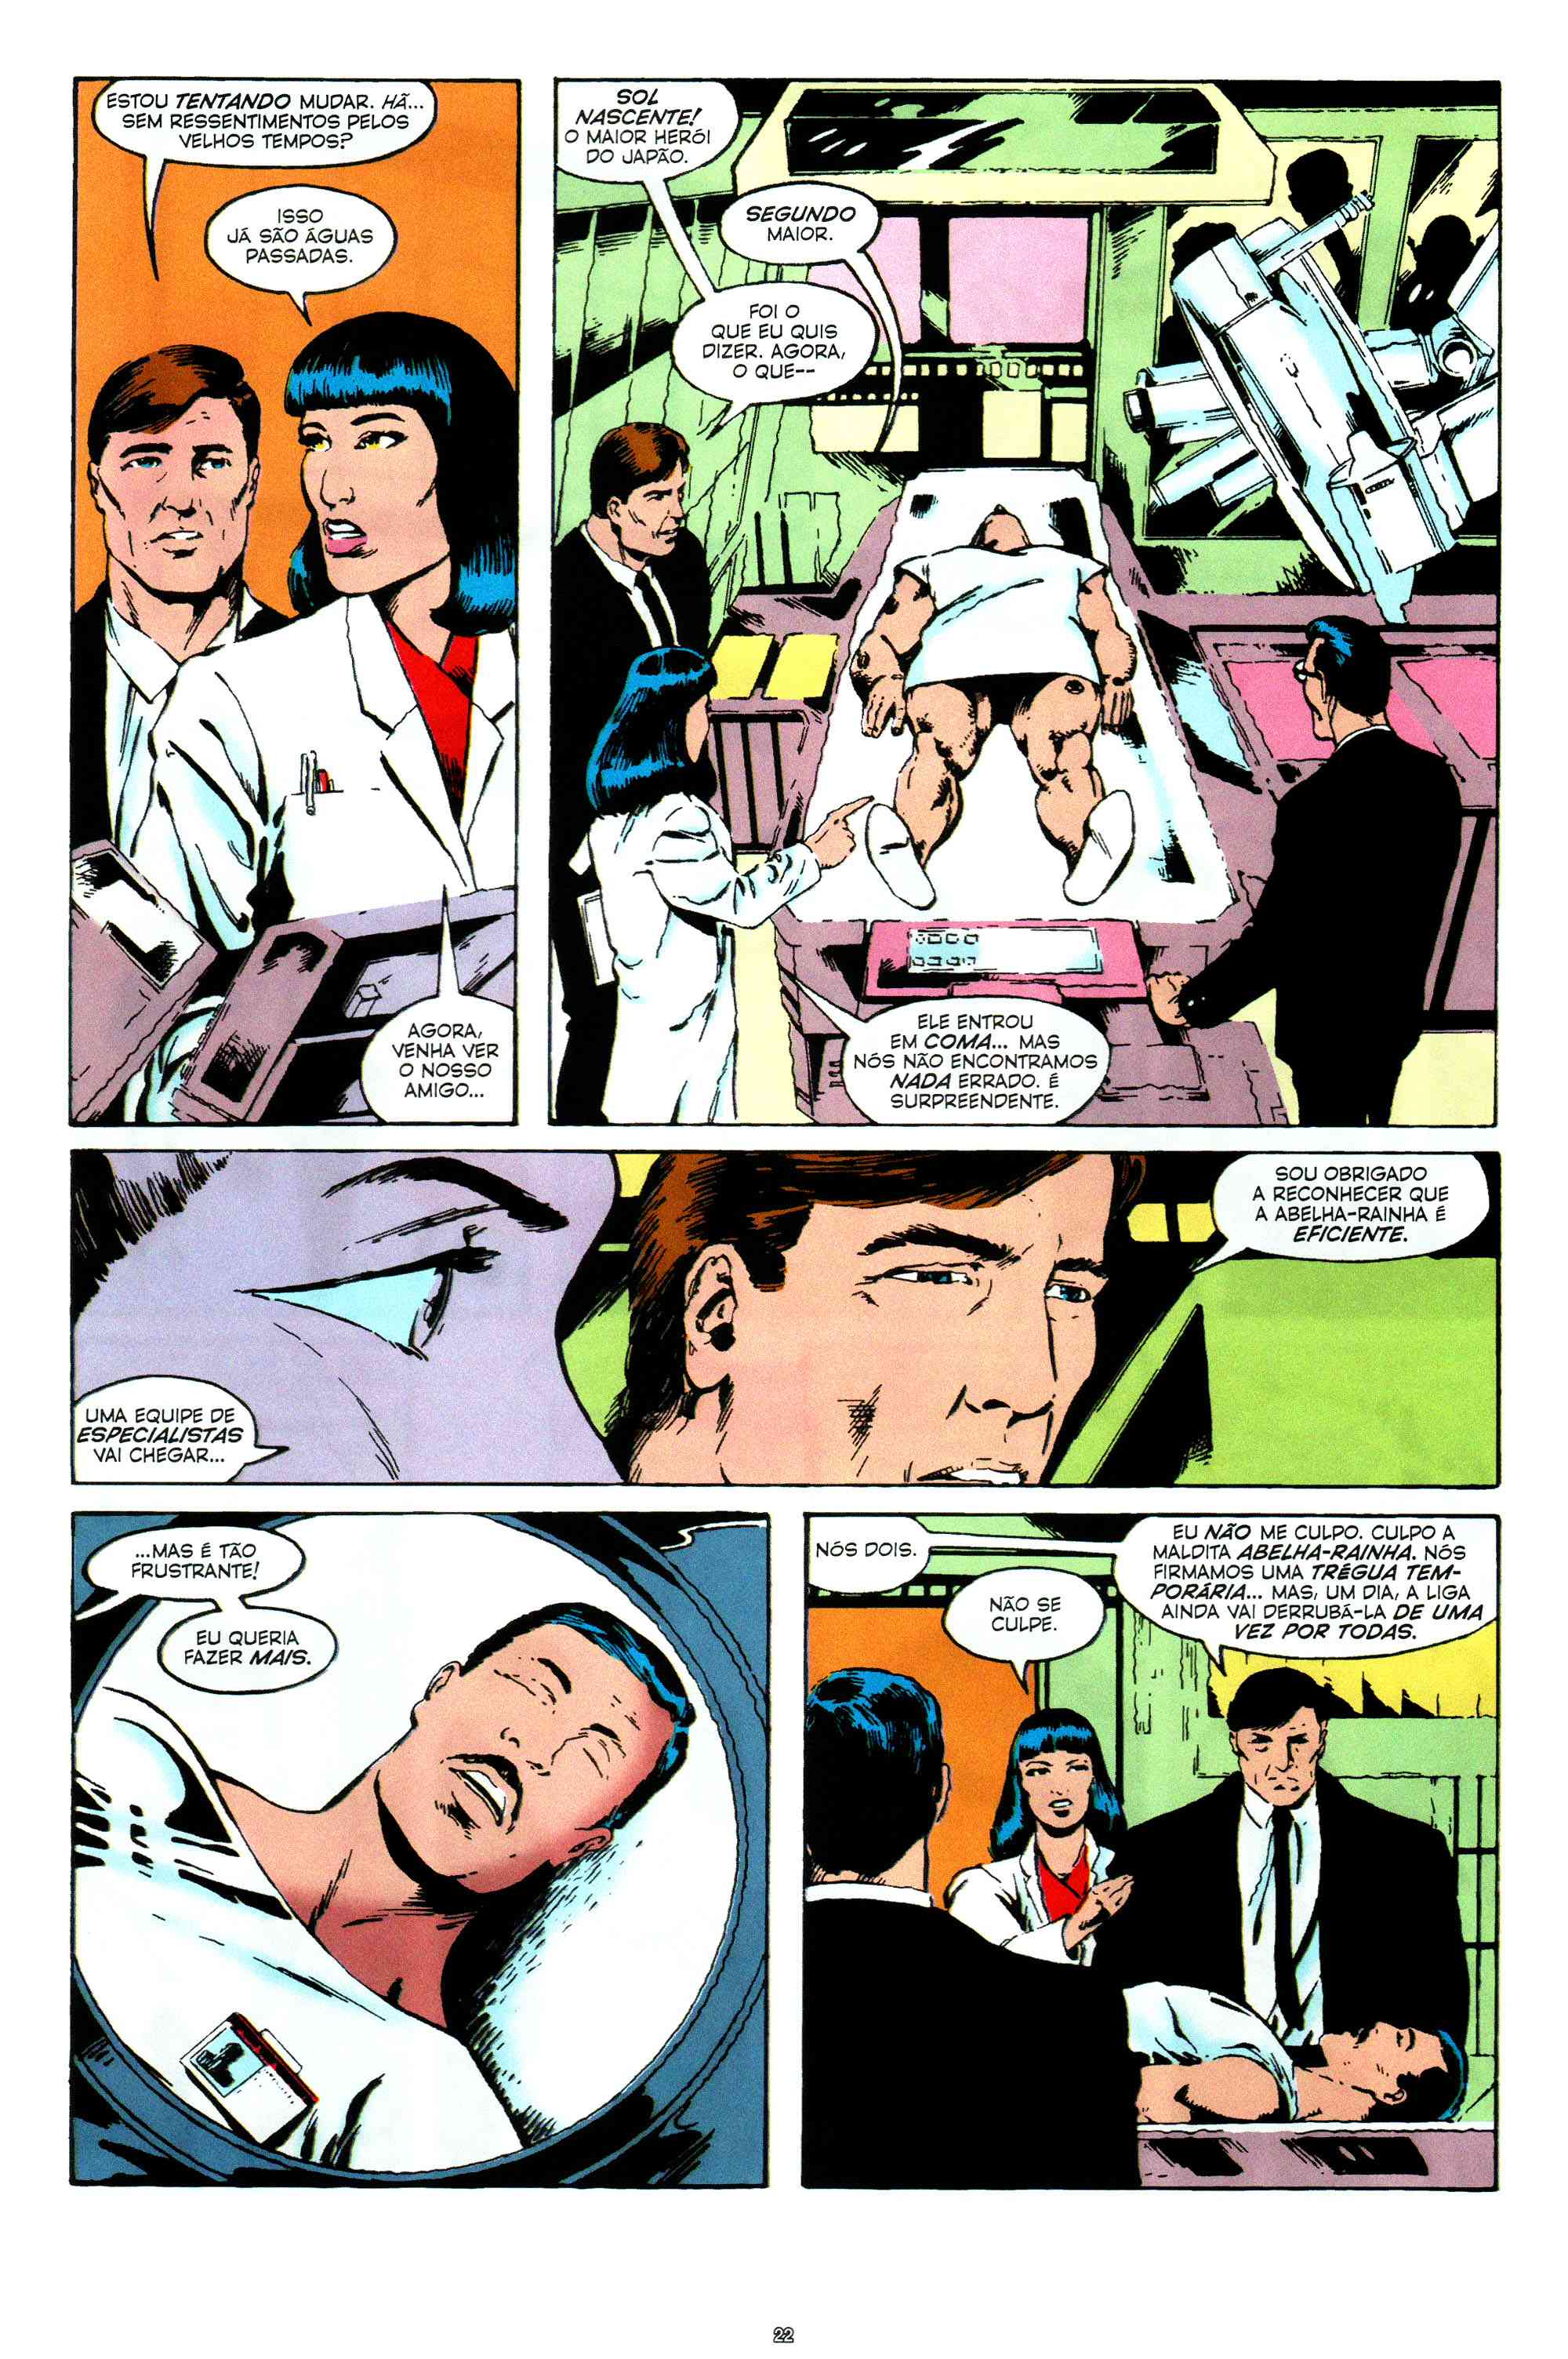 ESTOU TENTANDO MUDAR. HÃ...
SEM RESSENTIMENTOS PELOS
VELHOS TEMPOS?
ISSO
JÁ SÃO ÁGUAS
PASSADAS.
AGORA,
VENHA VER
O NOSSO
AMIGO...
SOL
NASCENTE!
O MAIOR HERÓI
DO JAPÃO.
SEGUNDO
MAIOR.
FOI O
QUE EU QUIS
DIZER. AGORA,
O QUE--
ELE ENTROU
EM COMA... MAS
NÓS NÃO ENCONTRAMOS
NADA ERRADO. É
SURPREENDENTE.
SOU OBRIGADO
A RECONHECER QUE
A ABELHA-RAINHA É
EFICIENTE.
UMA EQUIPE DE
ESPECIALISTAS
VAI CHEGAR...
...MAS É TÃO
FRUSTRANTE!
EU QUERIA
FAZER MAIS.
NÓS DOIS.
NÃO SE
CULPE.
EU NÃO ME CULPO. CULPO A
MALDITA ABELHA-RAINHA. NÓS
FIRMAMOS UMA TRÉGUA TEM-
PORÁRIA... MAS, UM DIA, A LIGA
AINDA VAI DERRUBÁ-LA DE UMA
VEZ POR TODAS.
22